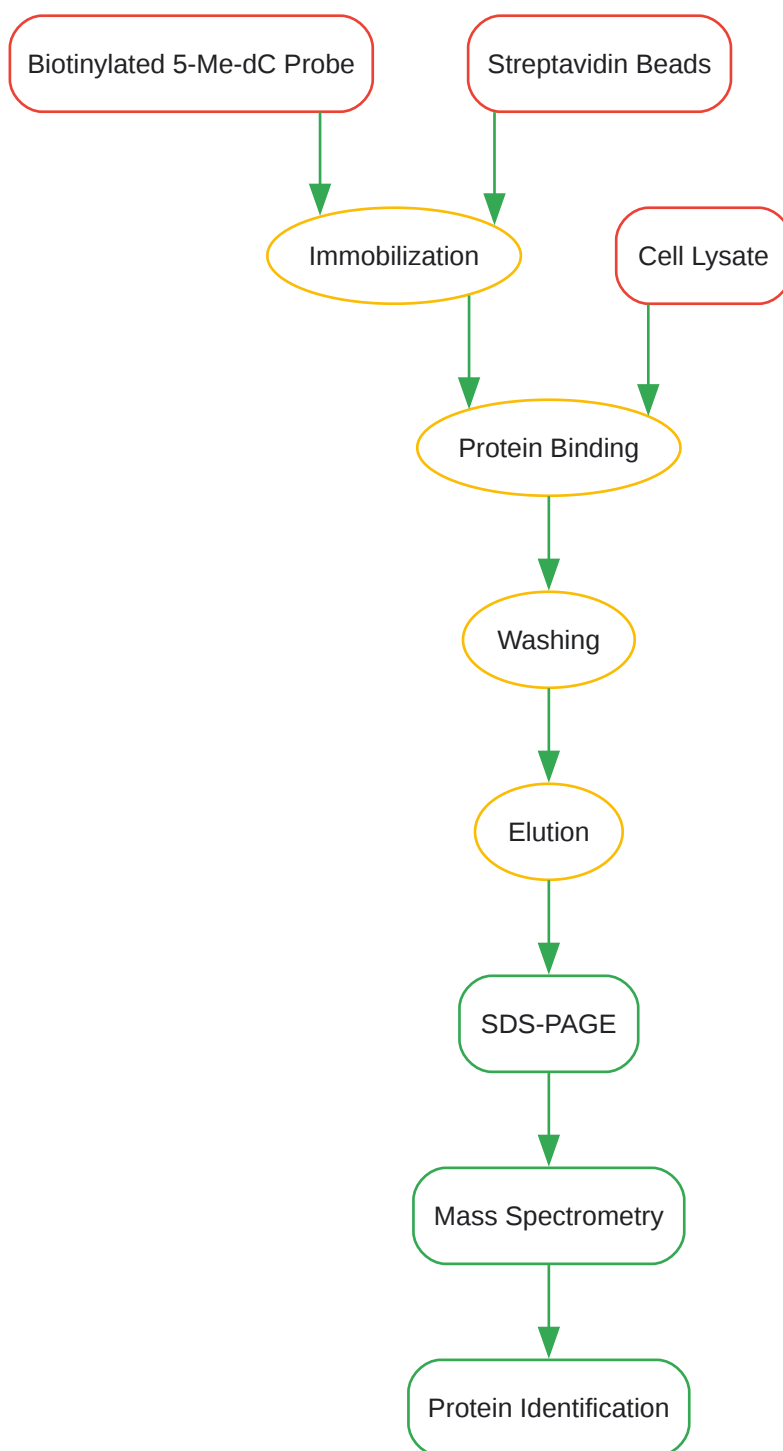 Biotinylated 5-Me-dC Probe
Streptavidin Beads
Immobilization
Cell Lysate
Protein Binding
Washing
Elution
SDS-PAGE
Mass Spectrometry
Protein Identification